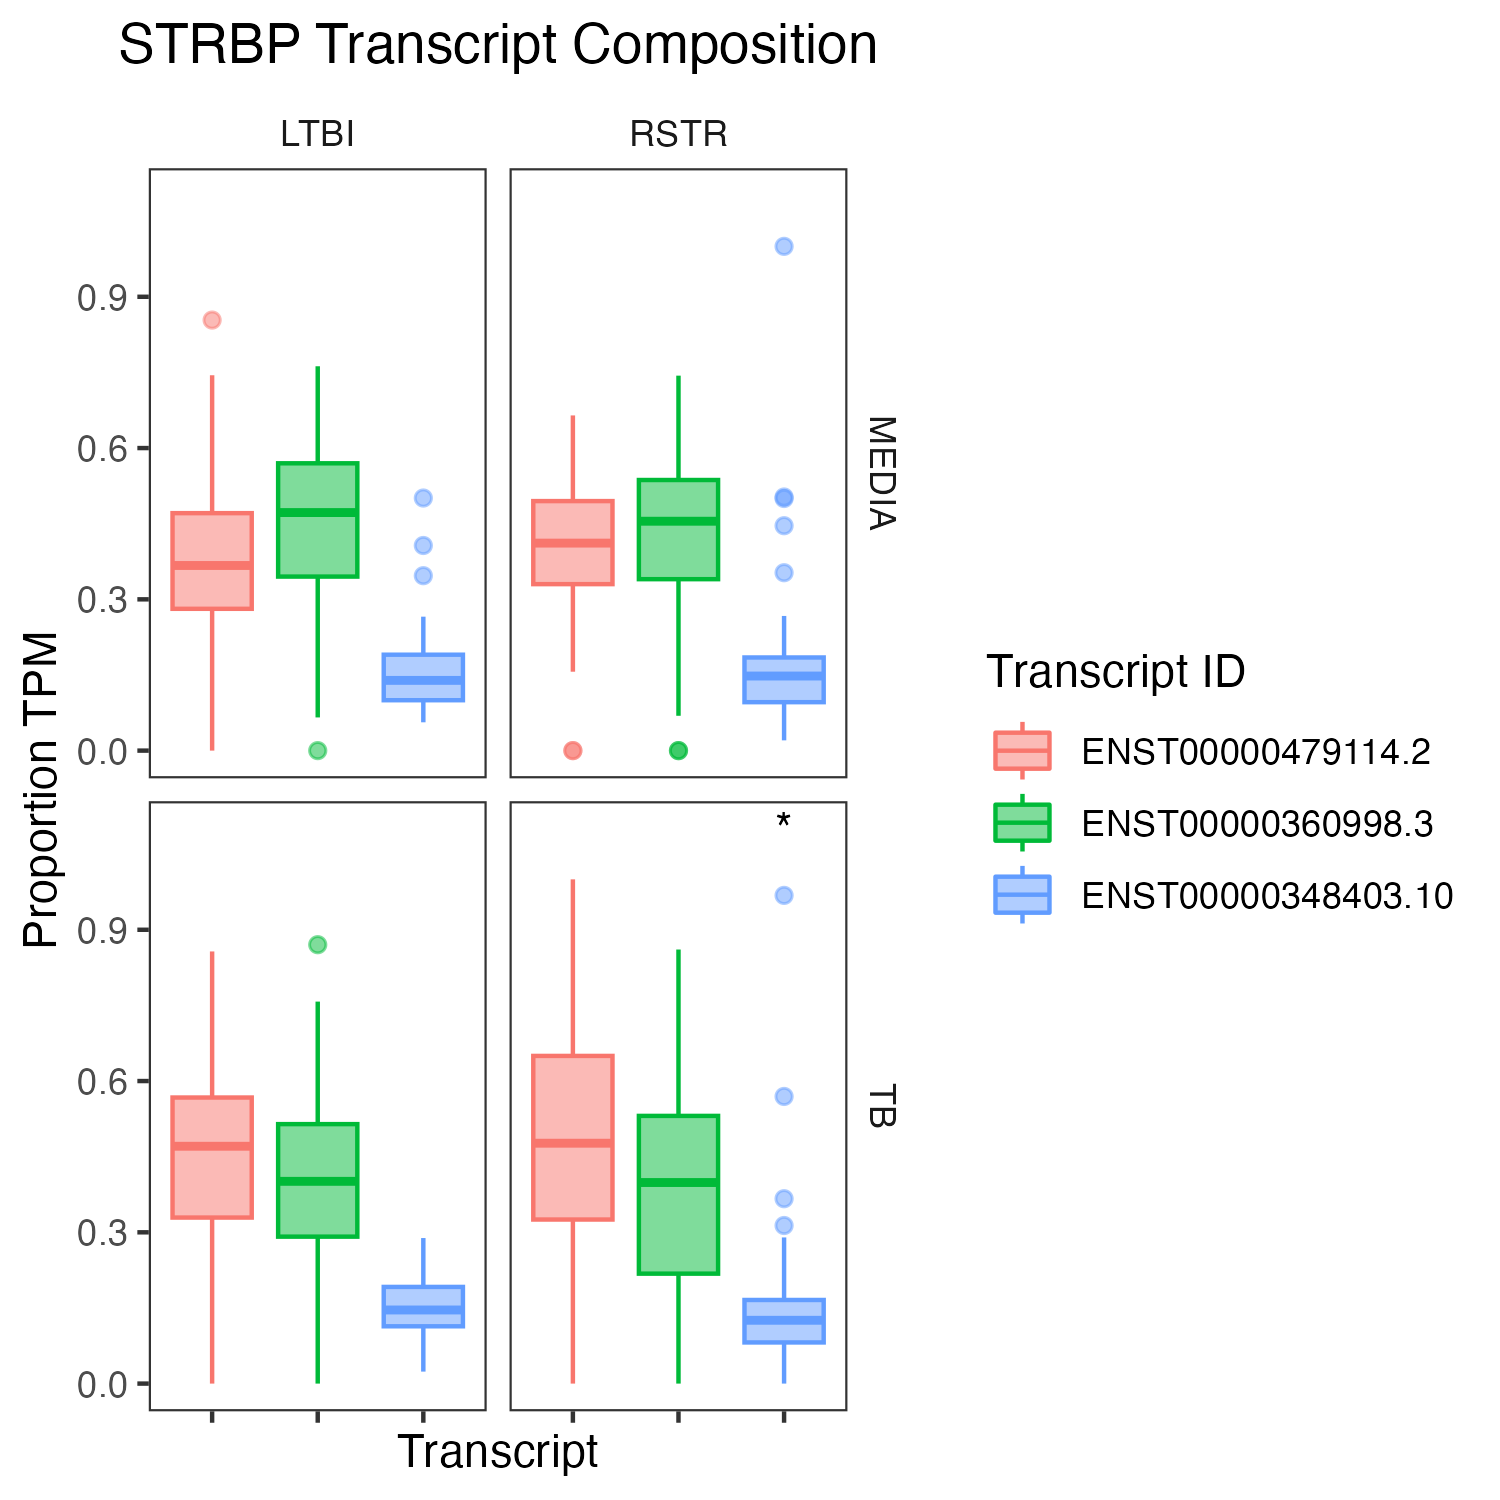 STRBP Transcript Composition
LTBI
RSTR
0.9
0.6
0.3
0.0
MEDIA
*
0.9
0.6
0.3
0.0
TB
Proportion TPM
Transcript
Transcript ID
ENST00000479114.2
ENST00000360998.3
ENST00000348403.10